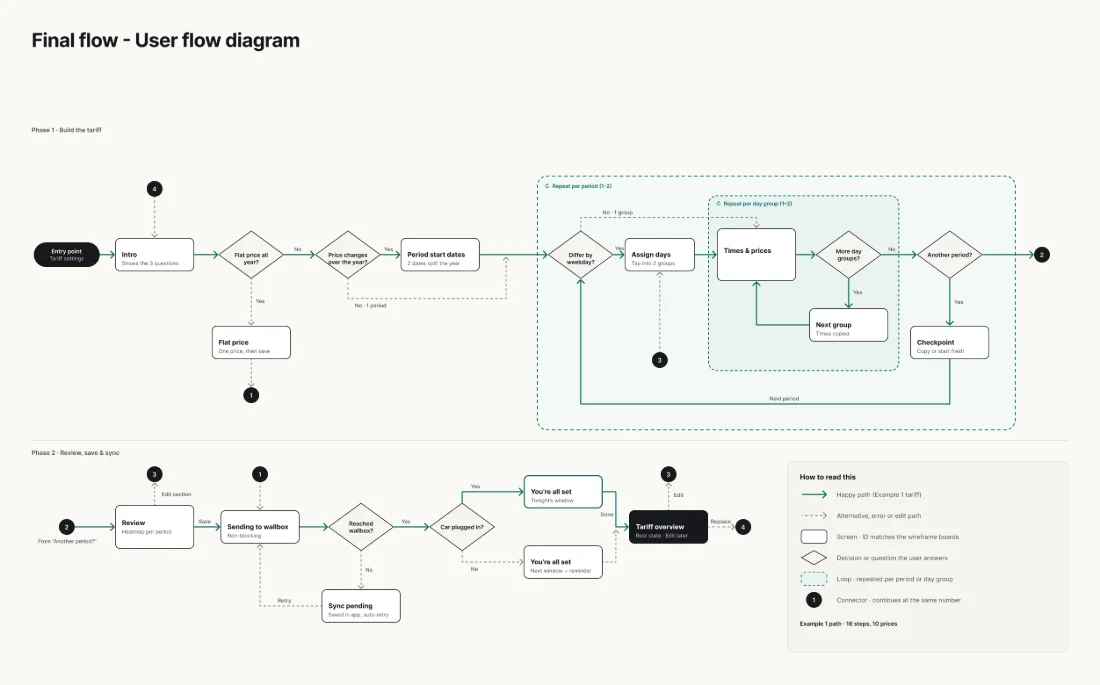 Final flow - User flow diagram
Phase 1 · Build the tariff
4
Entry point
Tariff settings
Intro
Shows the 3 questions
Flat price all
year?
No
Price changes
over the year?
Yes
Period start dates
2 dates split the year
No · 1 period
Yes
Flat price
One price, then save
1
↻ Repeat per period (1-2)
No · 1 group
Differ by
weekday?
Yes
Assign days
Tap into 2 groups
3
↻ Repeat per day group (1-2)
Times & prices
More day
groups?
No
Yes
Next group
Times copied
Another period?
2
Yes
Checkpoint
Copy or start fresh
Next period
Phase 2 · Review, save & sync
3
Edit section
2
From "Another period?"
Review
Heatmap per period
Save
1
Sending to wallbox
Non-blocking
Reached
wallbox?
Yes
No
Retry
Sync pending
Saved in app, auto-retry
Car plugged in?
Yes
You're all set
Tonight's window
Done
No
You're all set
Next window + reminder
3
Edit
Tariff overview
Rest state · Edit later
Replace
4
How to read this
Happy path (Example 1 tariff)
Alternative, error or edit path
Screen · ID matches the wireframe boards
Decision or question the user answers
Loop · repeated per period or day group
1
Connector · continues at the same number
Example 1 path · 16 steps, 10 prices